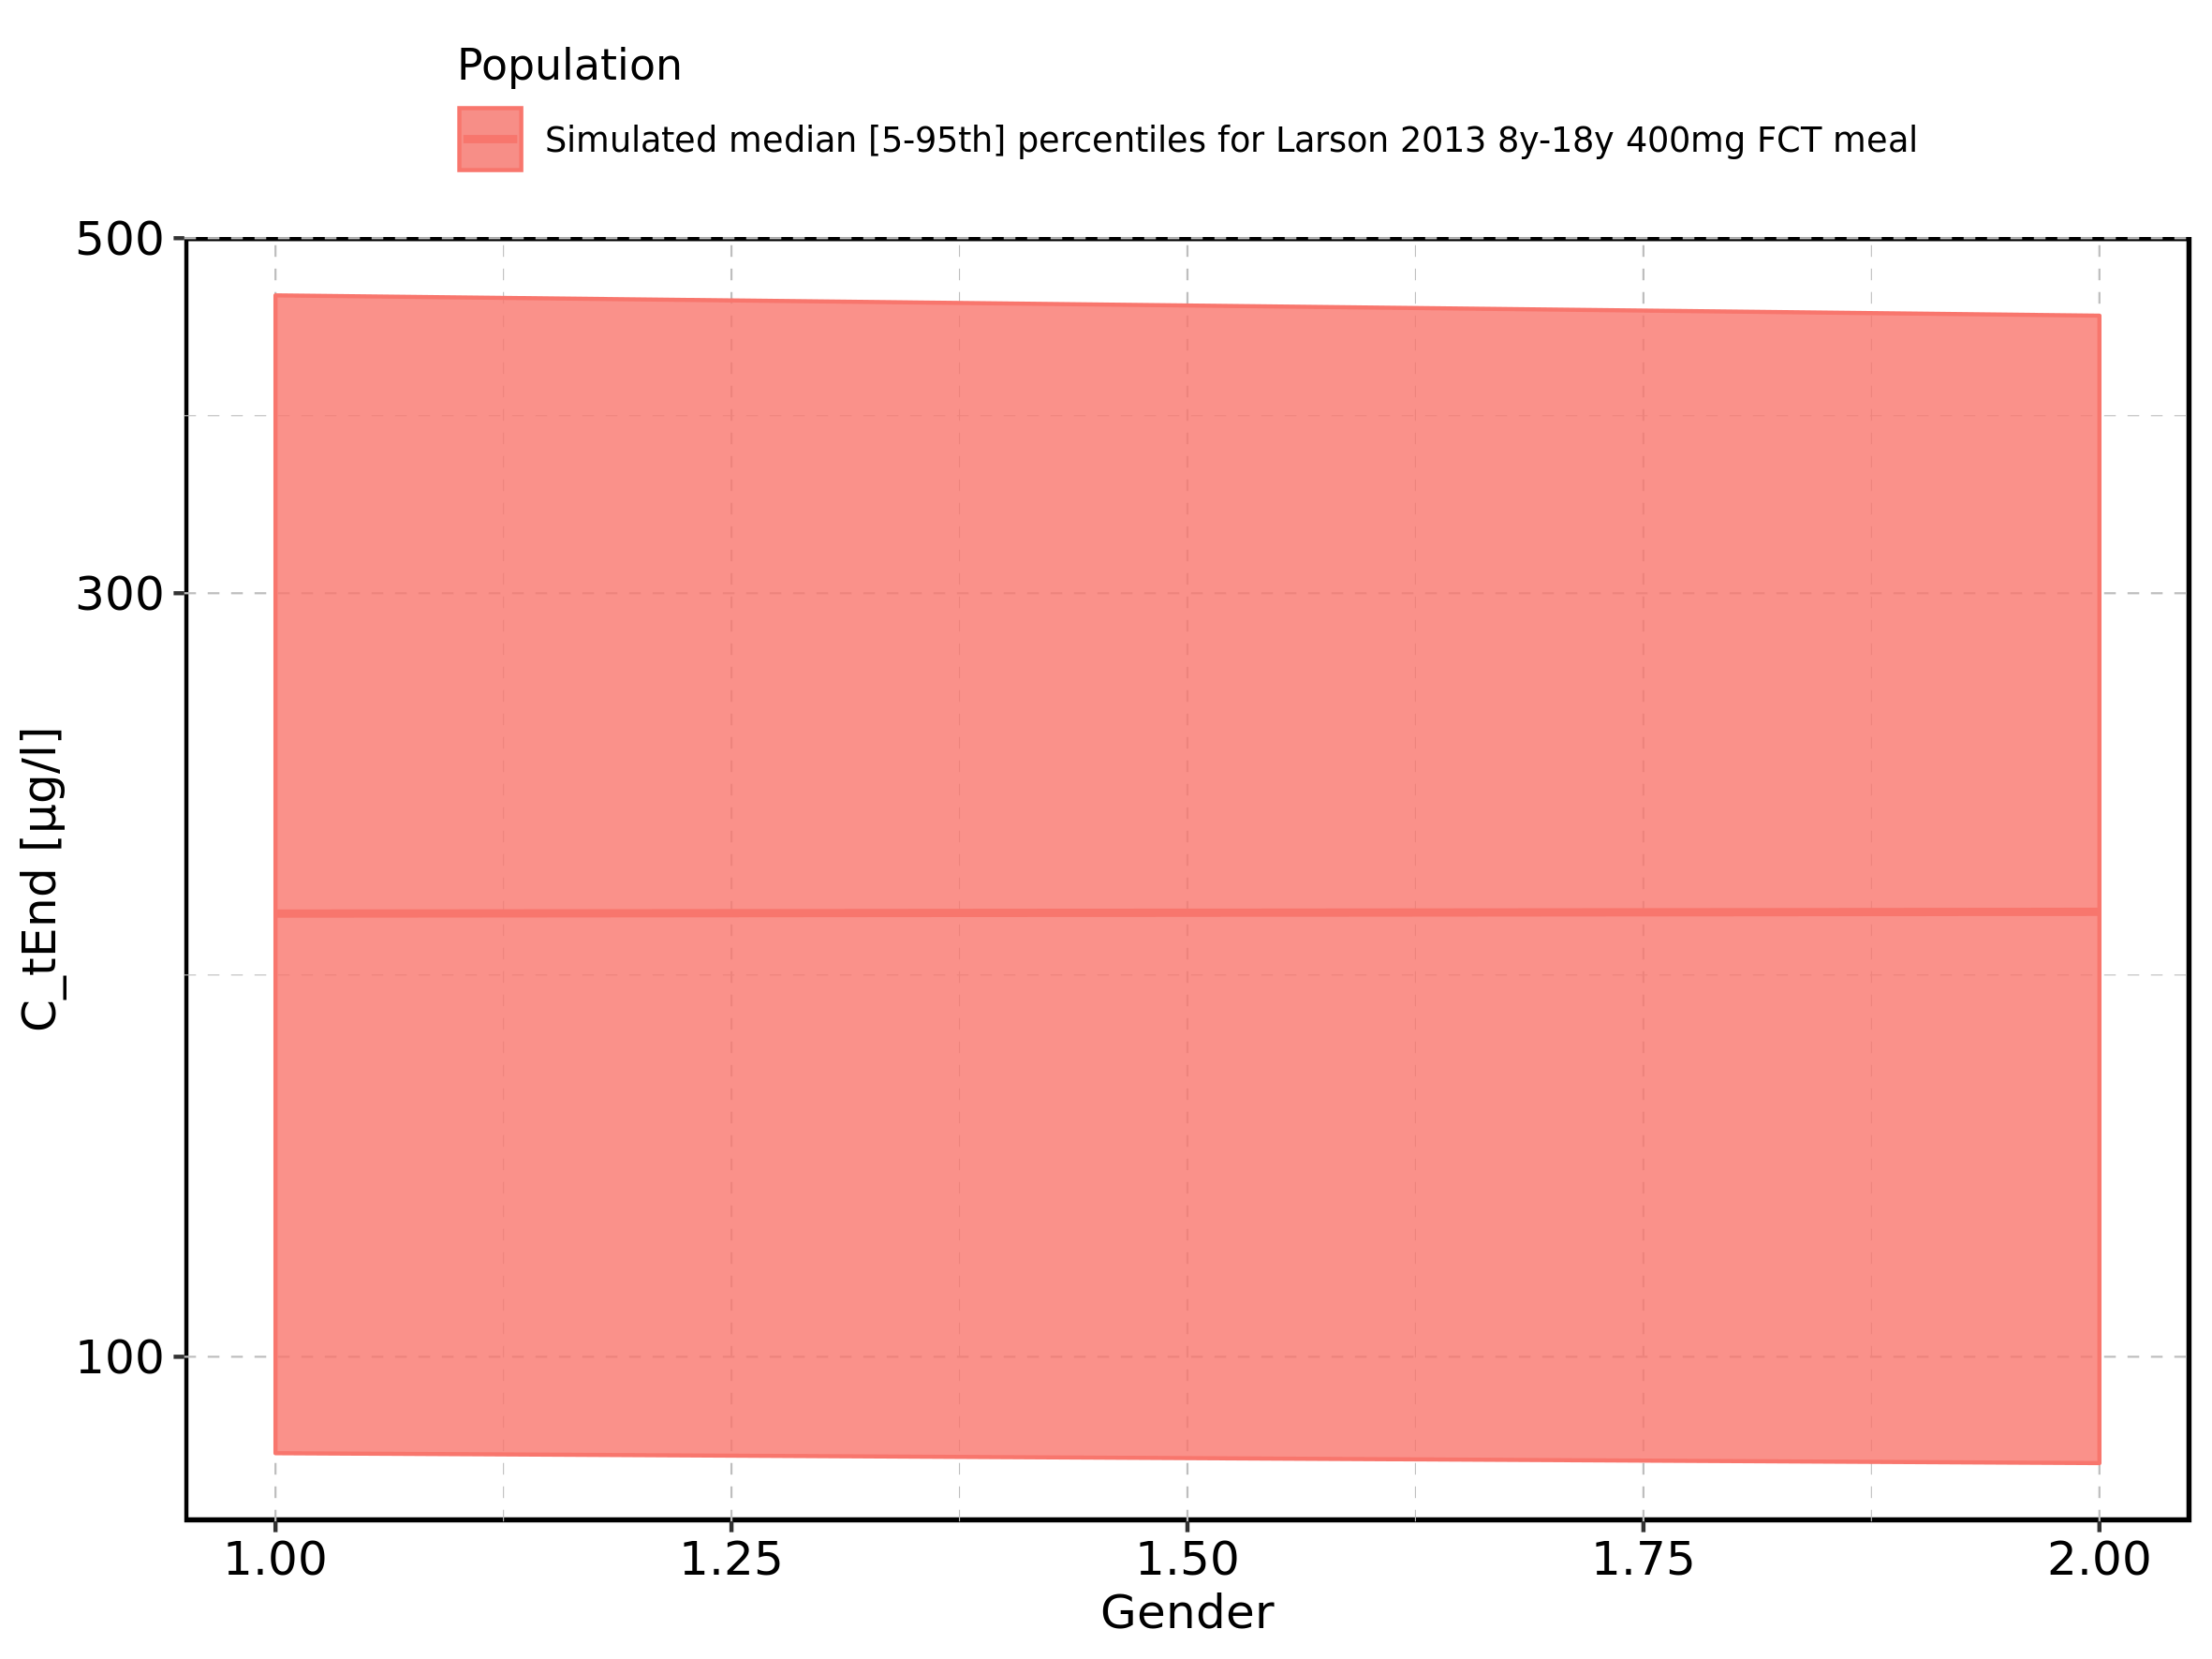 Population
Simulated median [5-95th] percentiles for Larson 2013 8y-18y 400mg FCT meal
500
300
100
C_tEnd [µg/l]
1.00 1.25 1.50 1.75 2.00
Gender